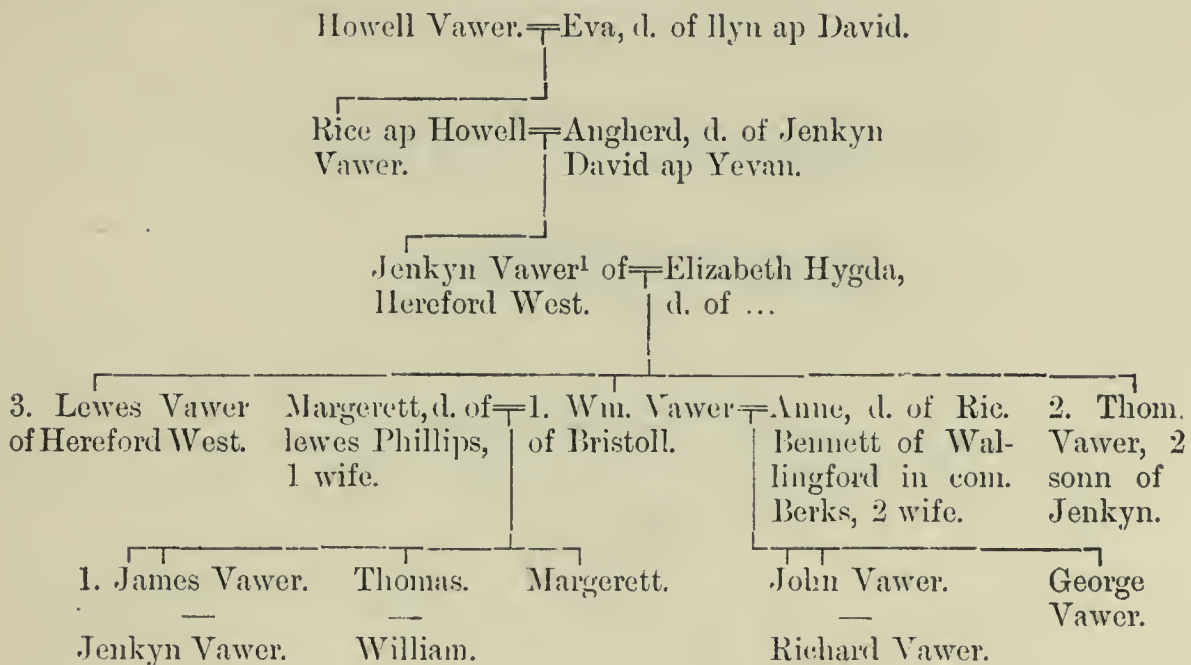 Howell Vawer. Eva, d. of llyn ap David.
Rice ap Howell
Vawer.
Angherd, d. of Jenkyn
David ap Yevan.
Jenkyn Vawer¹ of
Hereford West.
Elizabeth Hygda,
d. of ...
3. Lewes Vawer
of Hereford West.
Margerett, d. of
lewes Phillips,
1 wife.
1. Wm. Vawer
of Bristoll.
Anne, d. of Ric.
Bennett of Wal-
lingford in com.
Berks, 2 wife.
2. Thom.
Vawer, 2
sonn of
Jenkyn.
1. James Vawer.
—
Jenkyn Vawer.
Thomas.
—
William.
Margerett.
John Vawer.
—
Richard Vawer.
George
Vawer.